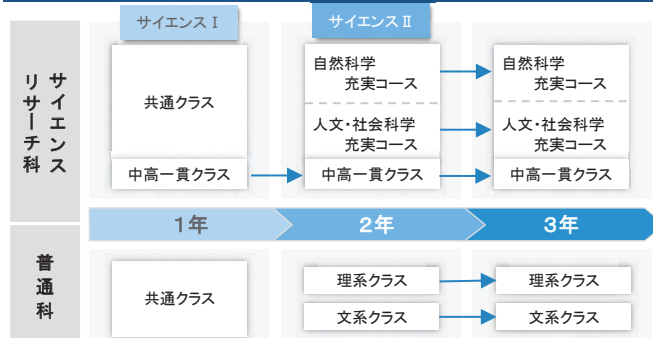 サイエンスⅠ
サイエンスⅡ
サイエンス
リサーチ科
共通クラス
中高一貫クラス
自然科学
充実コース
人文・社会科学
充実コース
中高一貫クラス
自然科学
充実コース
人文・社会科学
充実コース
中高一貫クラス
1年
2年
3年
普通科
共通クラス
理系クラス
文系クラス
理系クラス
文系クラス